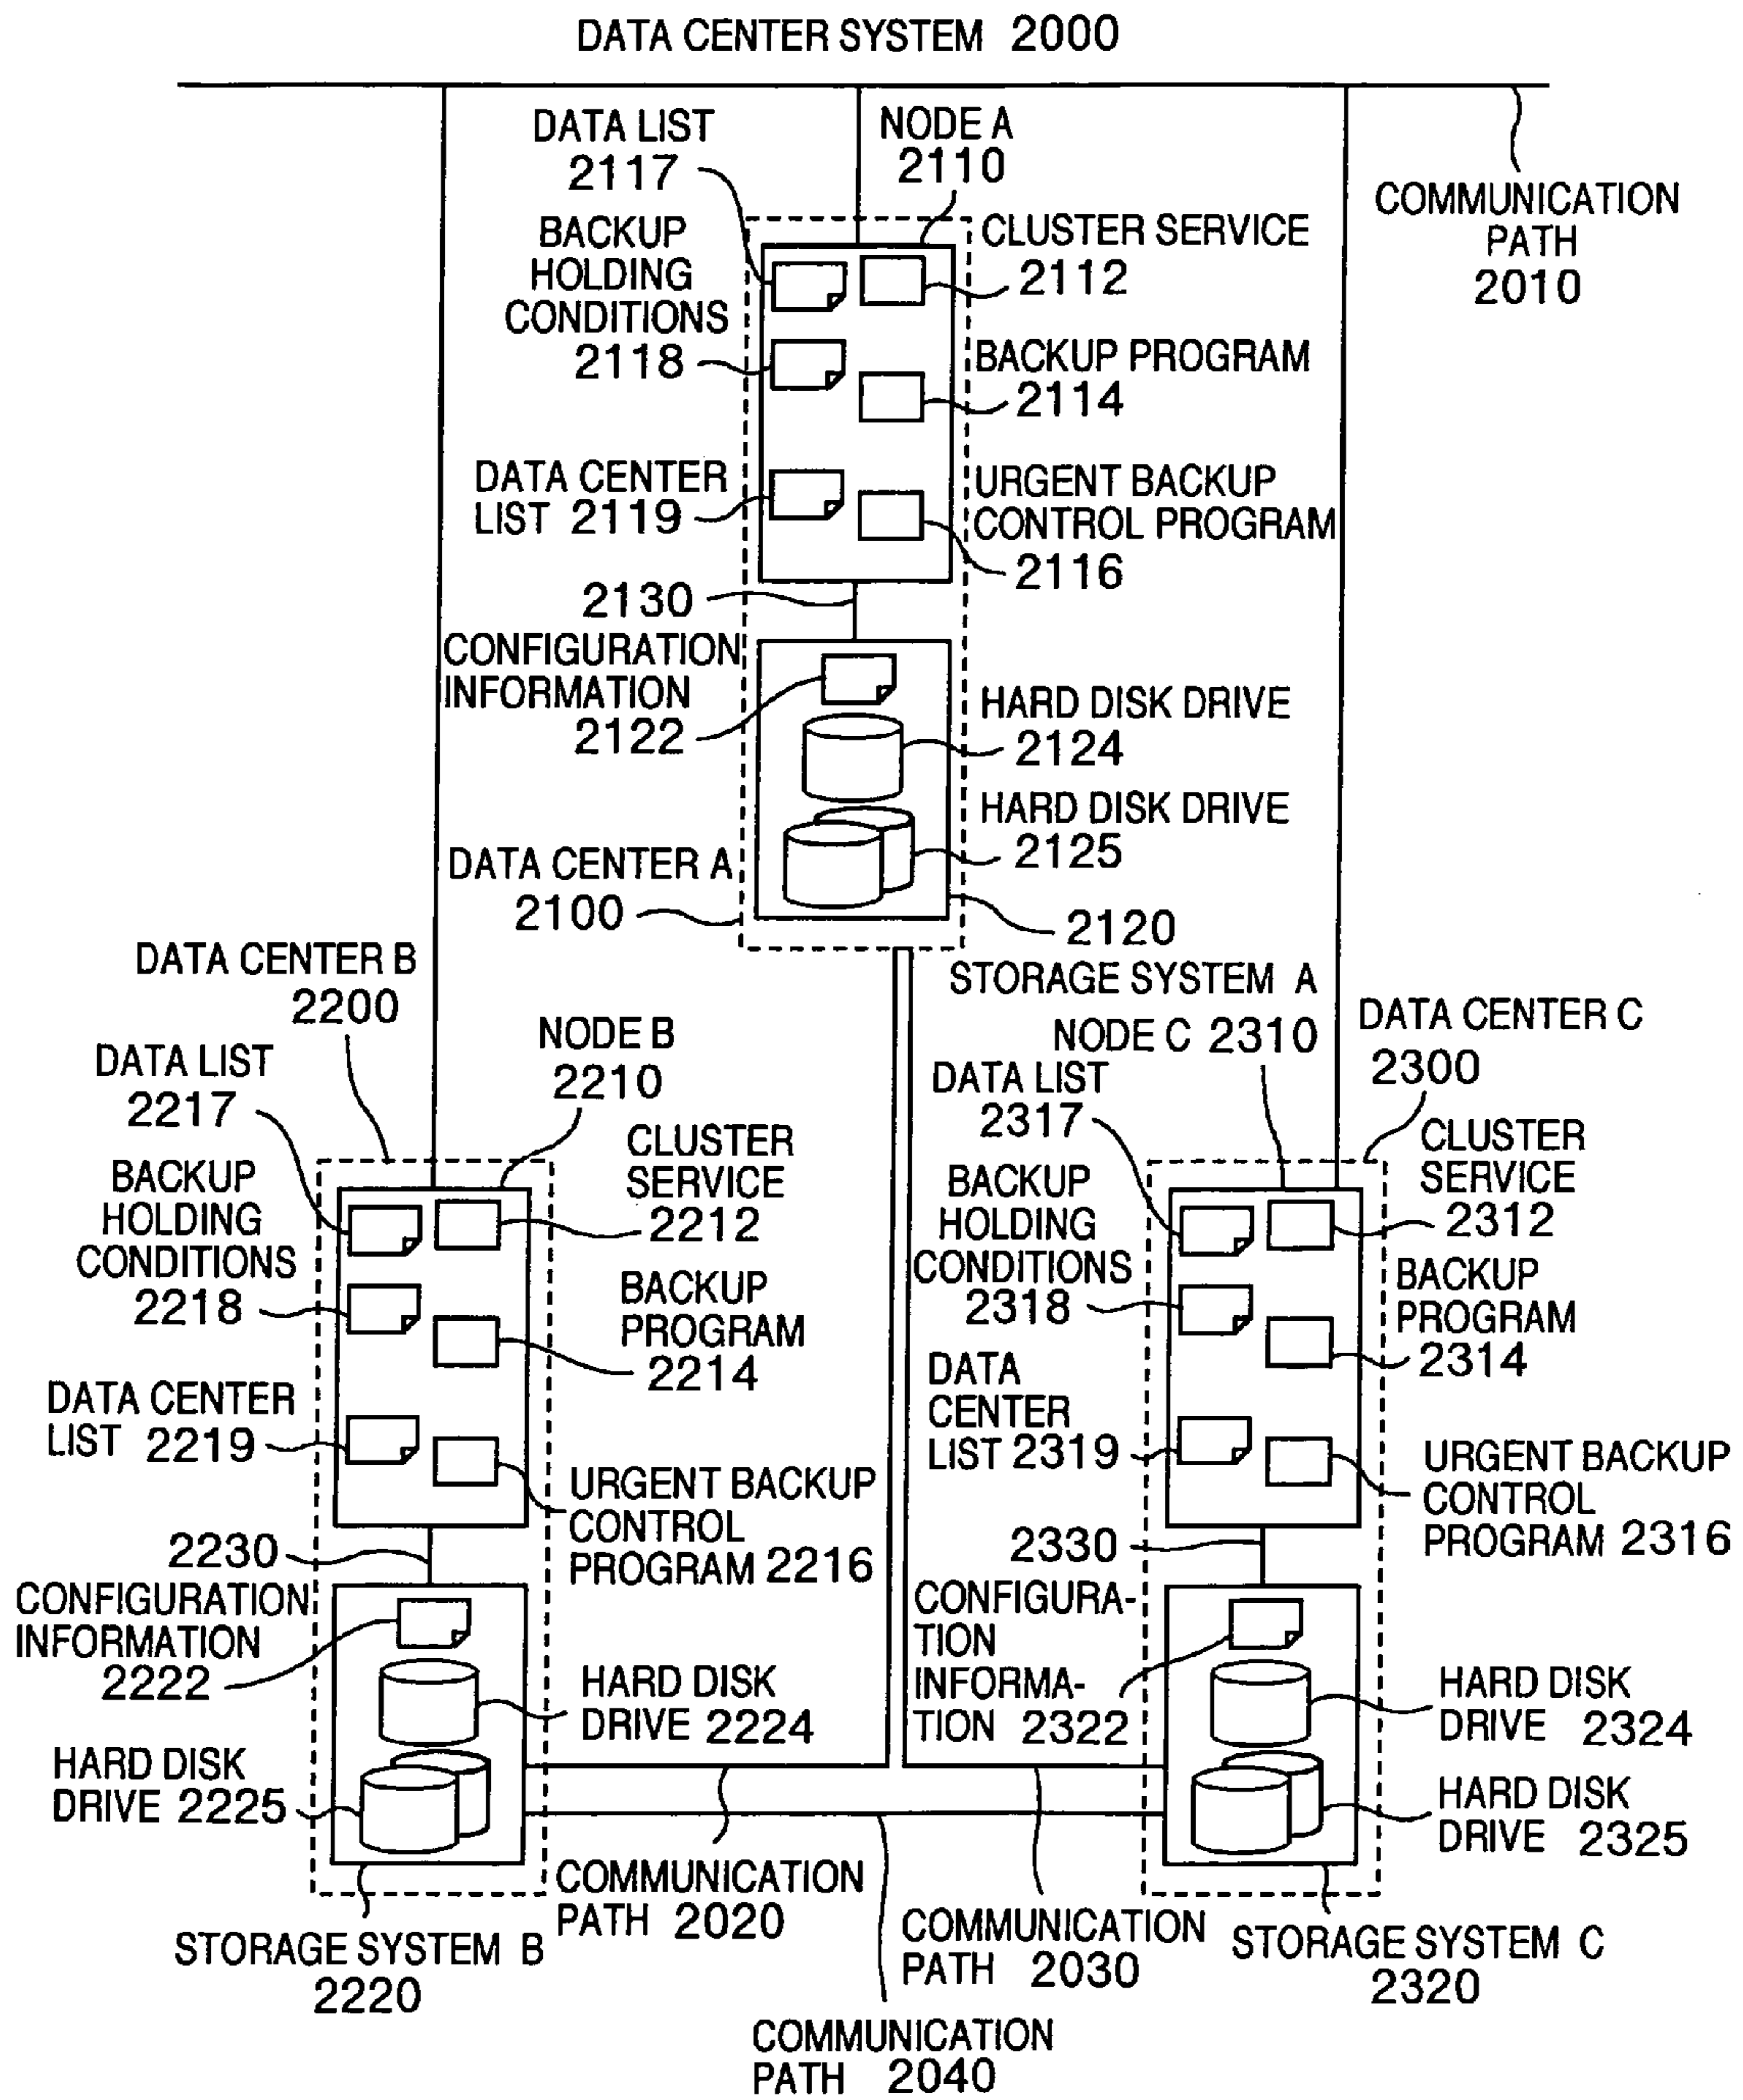 DATA CENTER SYSTEM 2000
DATA LIST
2117
NODE A
2110
COMMUNICATION
PATH
2010
BACKUP
HOLDING
CONDITIONS
2118
CLUSTER SERVICE
2112
BACKUP PROGRAM
2114
DATA CENTER
LIST 2119
URGENT BACKUP
CONTROL PROGRAM
2116
2130
CONFIGURATION
INFORMATION
2122
HARD DISK DRIVE
2124
HARD DISK DRIVE
2125
DATA CENTER A
2100
2120
STORAGE SYSTEM A
DATA CENTER B
2200
NODE B
2210
DATA LIST
2217
CLUSTER
SERVICE
2212
BACKUP
HOLDING
CONDITIONS
2218
BACKUP
PROGRAM
2214
DATA CENTER
LIST 2219
URGENT BACKUP
CONTROL
PROGRAM 2216
2230
CONFIGURATION
INFORMATION
2222
HARD DISK
DRIVE 2224
HARD DISK
DRIVE 2225
STORAGE SYSTEM B
2220
NODE C 2310
DATA CENTER C
2300
DATA LIST
2317
CLUSTER
SERVICE
2312
BACKUP
HOLDING
CONDITIONS
2318
BACKUP
PROGRAM
2314
DATA
CENTER
LIST 2319
URGENT BACKUP
CONTROL
PROGRAM 2316
2330
CONFIGURA-
TION
INFORMA-
TION 2322
HARD DISK
DRIVE 2324
HARD DISK
DRIVE 2325
STORAGE SYSTEM C
2320
COMMUNICATION
PATH 2020
COMMUNICATION
PATH 2030
COMMUNICATION
PATH 2040